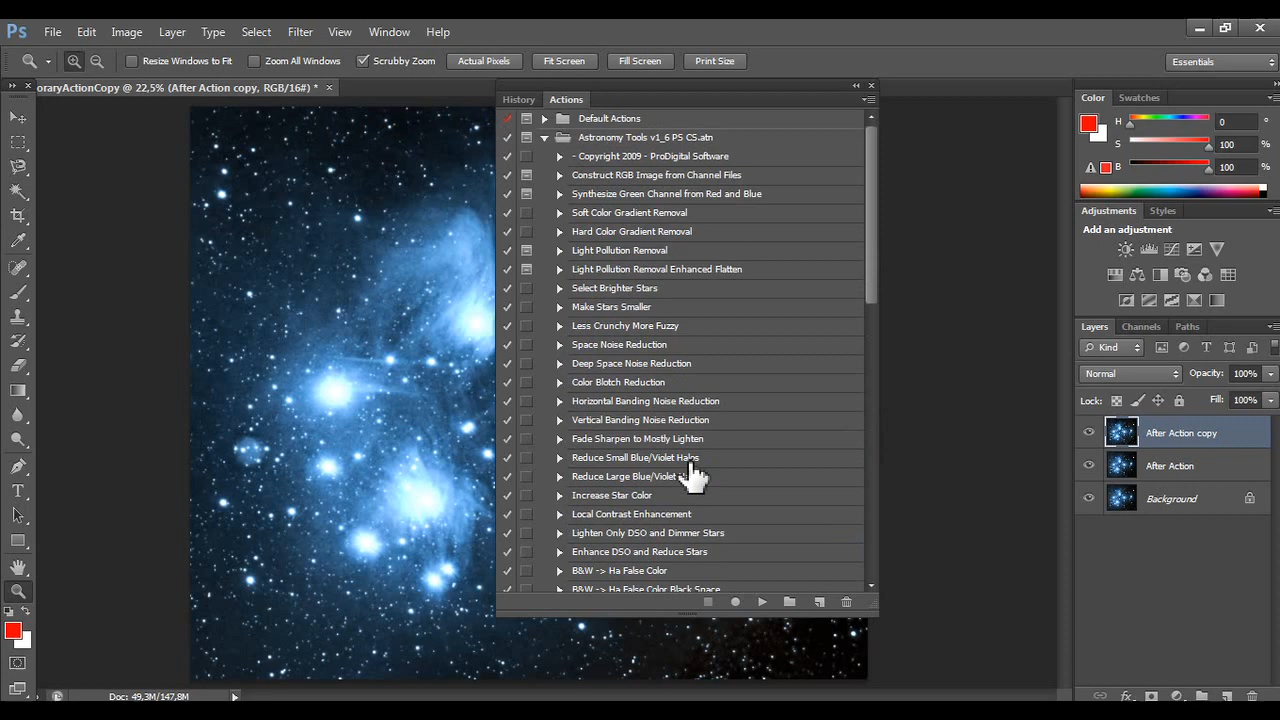 Ps File Edit Image Layer Type Select Filter View Window Help
Resize Windows to Fit Zoom All Windows Scrubby Zoom Actual Pixels Fit Screen Fill Screen Print Size Essentials
oraryActionCopy @ 22,5% (After Action copy, RGB/16#) * ×
History Actions
Default Actions
Astronomy Tools v1_6 PS CS.atn
- Copyright 2009 - ProDigital Software
Construct RGB Image from Channel Files
Synthesize Green Channel from Red and Blue
Soft Color Gradient Removal
Hard Color Gradient Removal
Light Pollution Removal
Light Pollution Removal Enhanced Flatten
Select Brighter Stars
Make Stars Smaller
Less Crunchy More Fuzzy
Space Noise Reduction
Deep Space Noise Reduction
Color Blotch Reduction
Horizontal Banding Noise Reduction
Vertical Banding Noise Reduction
Fade Sharpen to Mostly Lighten
Reduce Small Blue/Violet Halos
Reduce Large Blue/Violet
Increase Star Color
Local Contrast Enhancement
Lighten Only DSO and Dimmer Stars
Enhance DSO and Reduce Stars
B&W -> Ha False Color
B&W -> Ha False Color Black Space
Color Swatches
H 0
S 100 %
B 100 %
Adjustments Styles
Add an adjustment
Layers Channels Paths
Kind
Normal Opacity: 100%
Lock: Fill: 100%
After Action copy
After Action
Background
Doc: 49,3M/147,8M